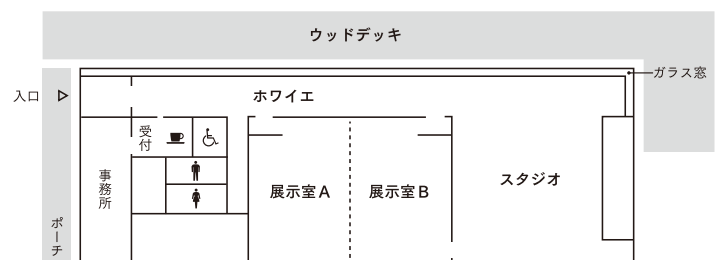 ウッドデッキ
ガラス窓
入口
ホワイエ
受付
事務所
展示室A
展示室B
スタジオ
ポーチ